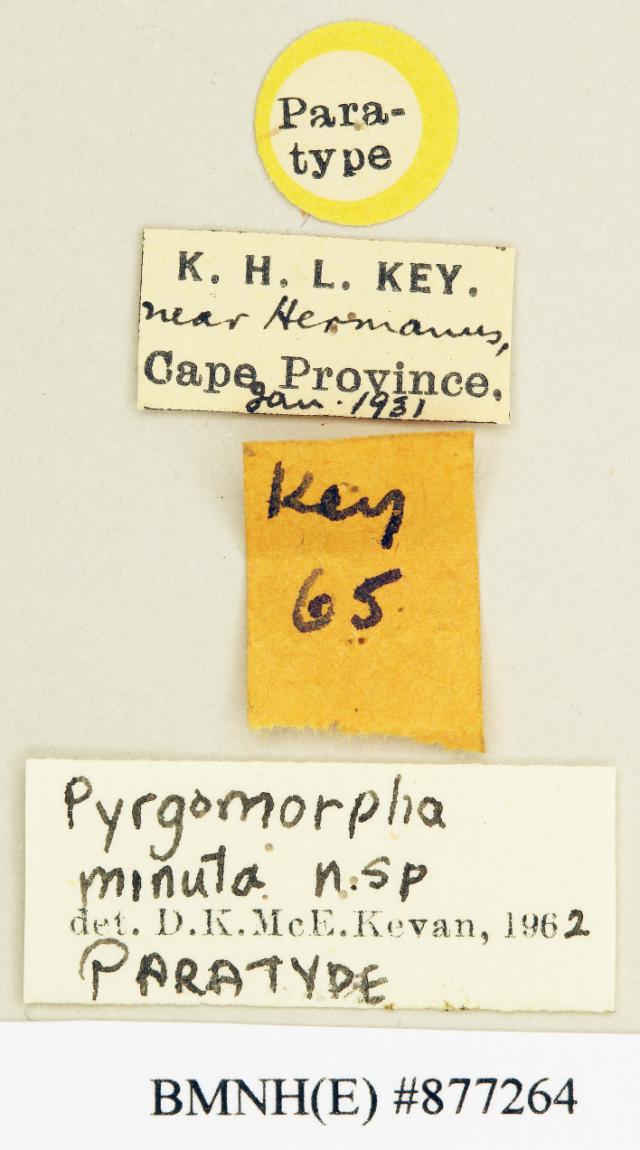 Para-
type
K. H. L. KEY.
near Hermanus,
Cape Province.
Jan. 1931
Key
65
Pyrgomorpha
minuta n.sp
det. D.K.McE.Kevan, 1962
PARATYPE
BMNH(E) #877264